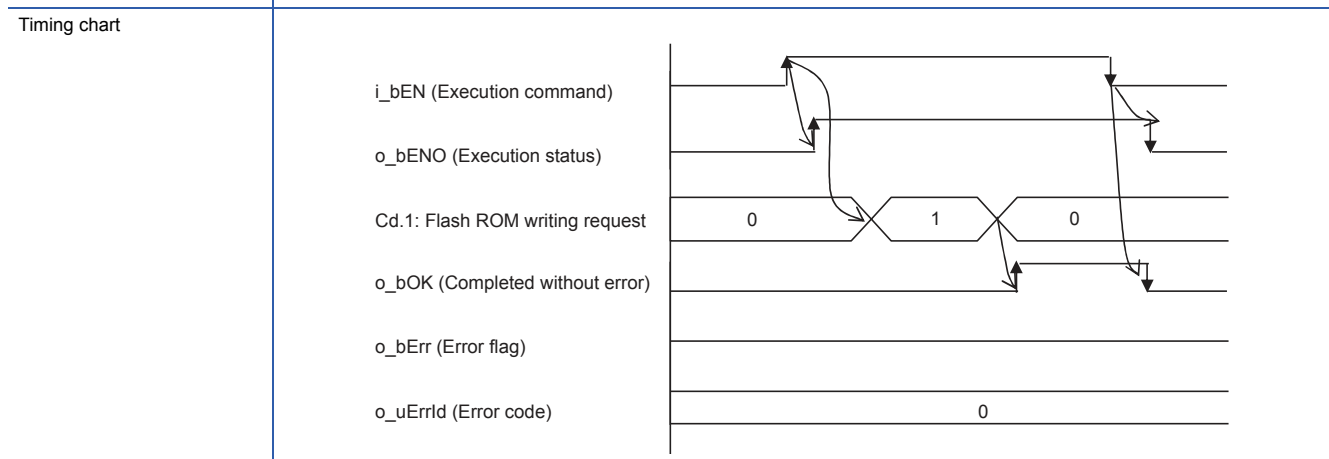 Timing chart
i_bEN (Execution command)
o_bENO (Execution status)
Cd.1: Flash ROM writing request 0 1 0
o_bOK (Completed without error)
o_bErr (Error flag)
o_uErrId (Error code) 0